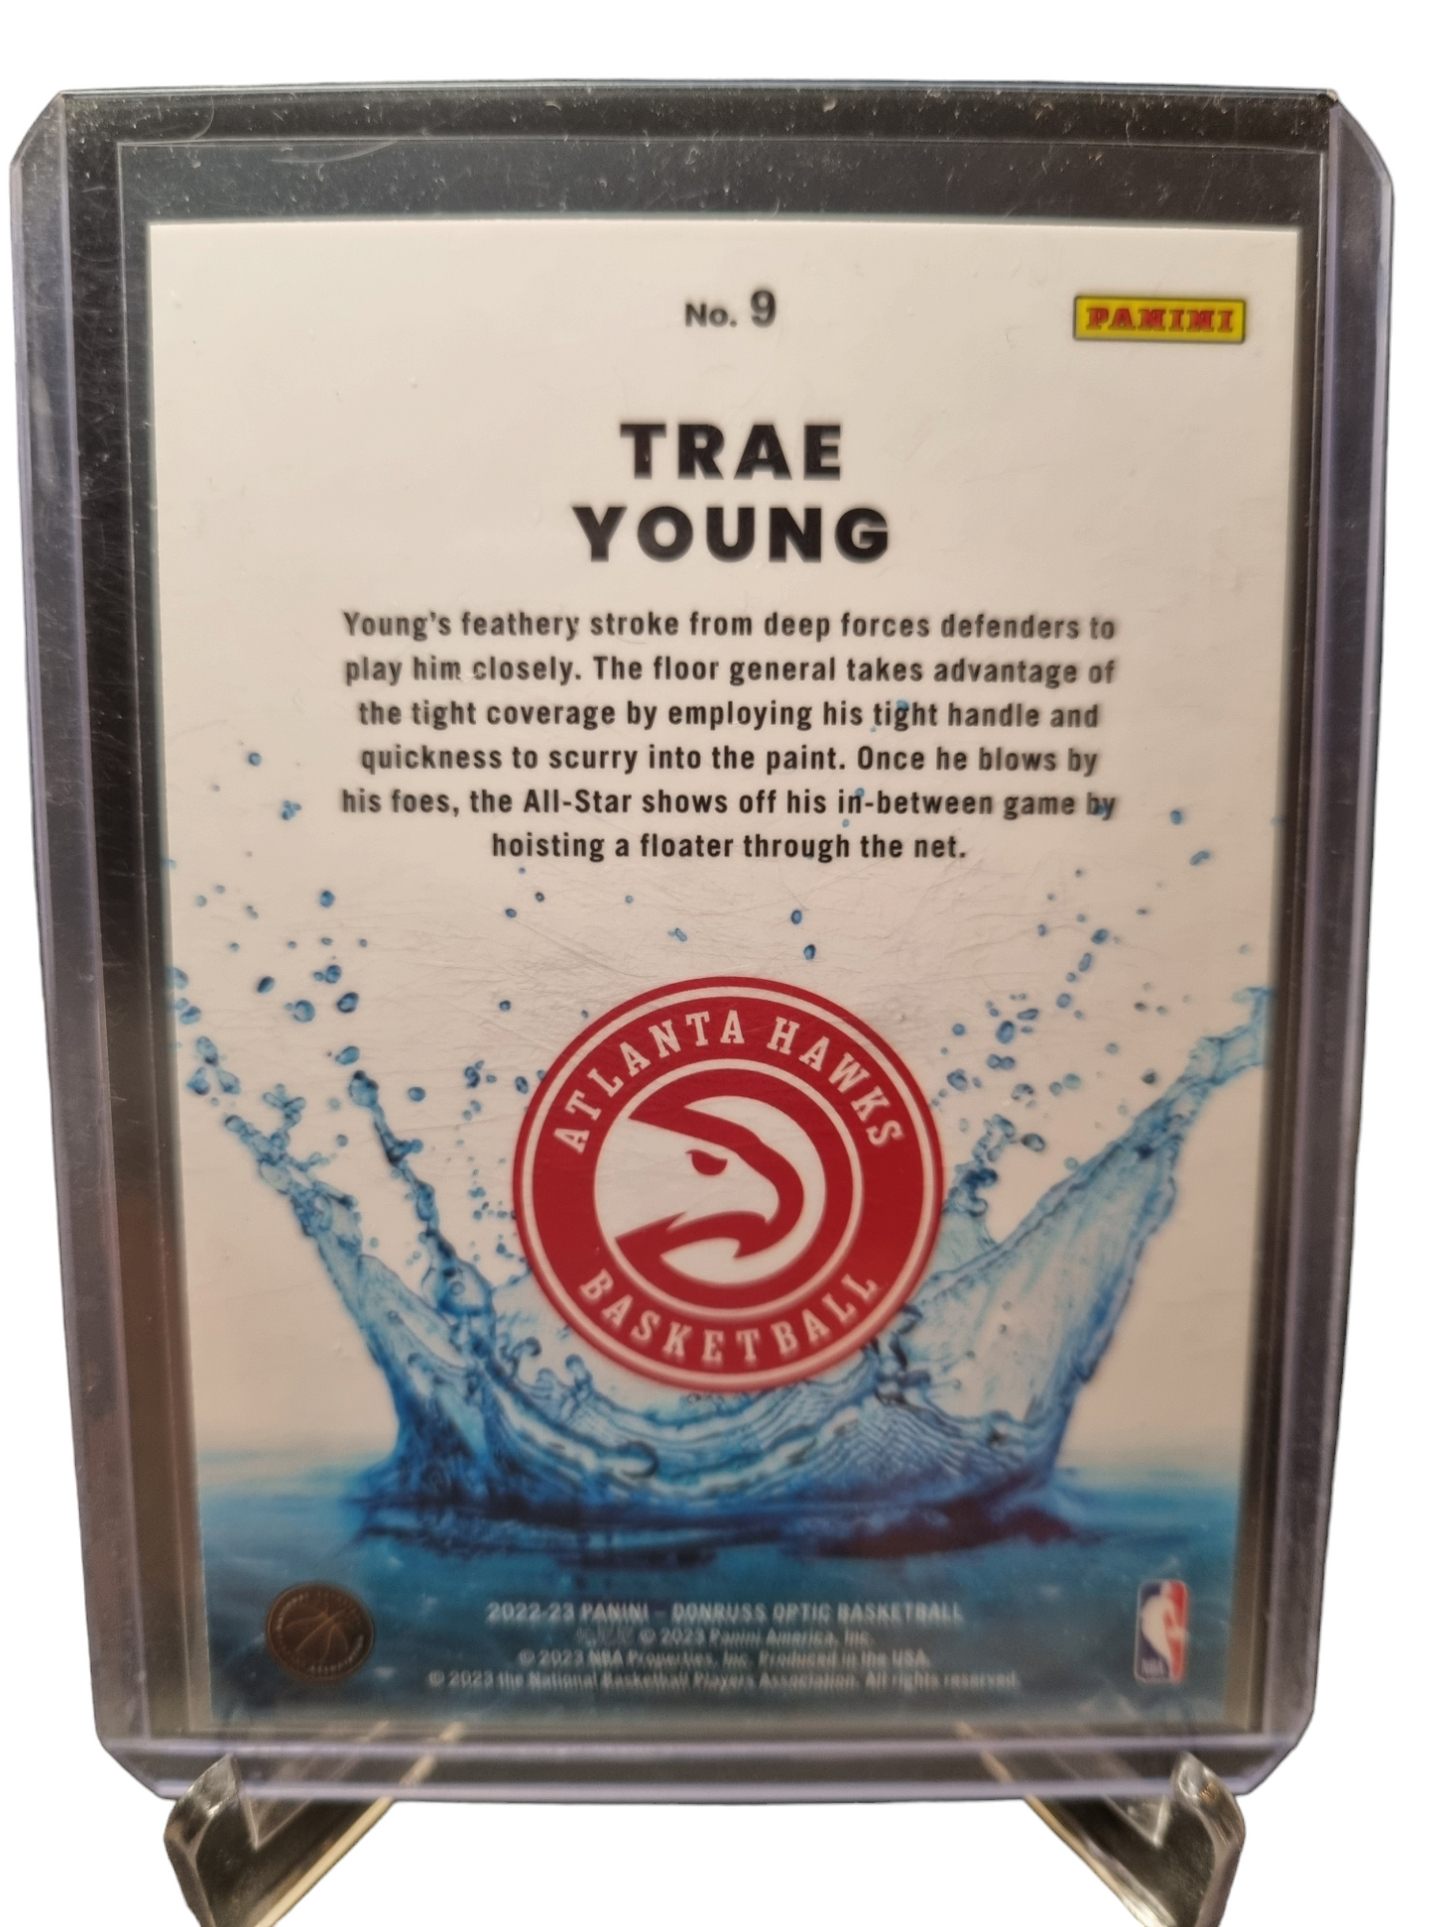 No. 9
PANINI
TRAE
YOUNG
Young's feathery stroke from deep forces defenders to
play him closely. The floor general takes advantage of
the tight coverage by employing his tight handle and
quickness to scurry into the paint. Once he blows by
his foes, the All-Star shows off his in-between game by
hoisting a floater through the net.
ATLANTA HAWKS
BASKETBALL
2022-23 PANINI – DONRUSS OPTIC BASKETBALL
© 2023 Panini America, Inc.
© 2023 NBA Properties, Inc. Produced in the USA.
© 2023 the National Basketball Players Association. All rights reserved.
NBA